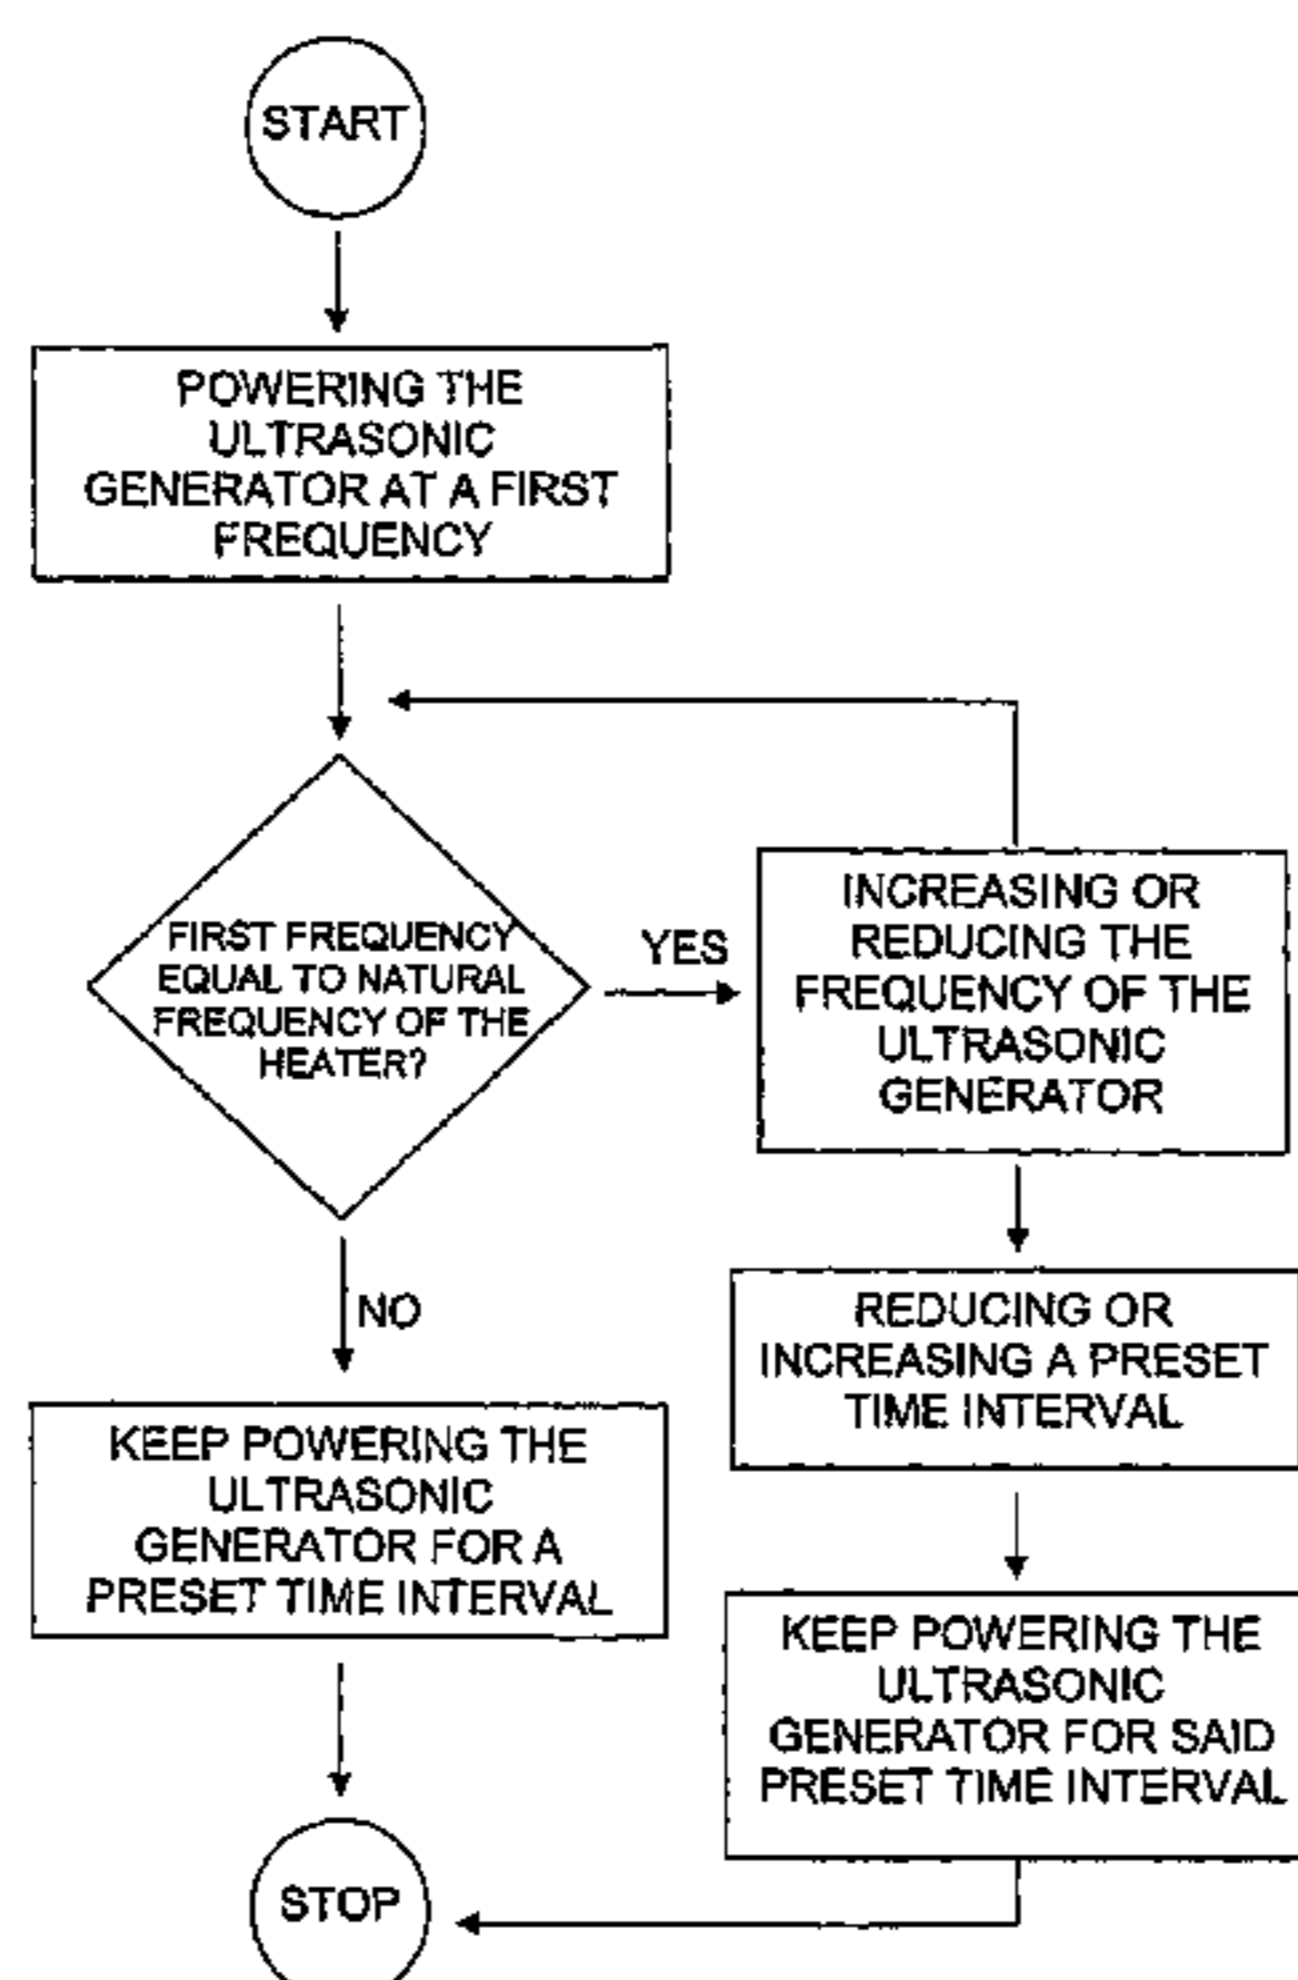 START
POWERING THE
ULTRASONIC
GENERATOR AT A FIRST
FREQUENCY
FIRST FREQUENCY
EQUAL TO NATURAL
FREQUENCY OF THE
HEATER?
YES
INCREASING OR
REDUCING THE
FREQUENCY OF THE
ULTRASONIC
GENERATOR
NO
REDUCING OR
INCREASING A PRESET
TIME INTERVAL
KEEP POWERING THE
ULTRASONIC
GENERATOR FOR A
PRESET TIME INTERVAL
KEEP POWERING THE
ULTRASONIC
GENERATOR FOR SAID
PRESET TIME INTERVAL
STOP